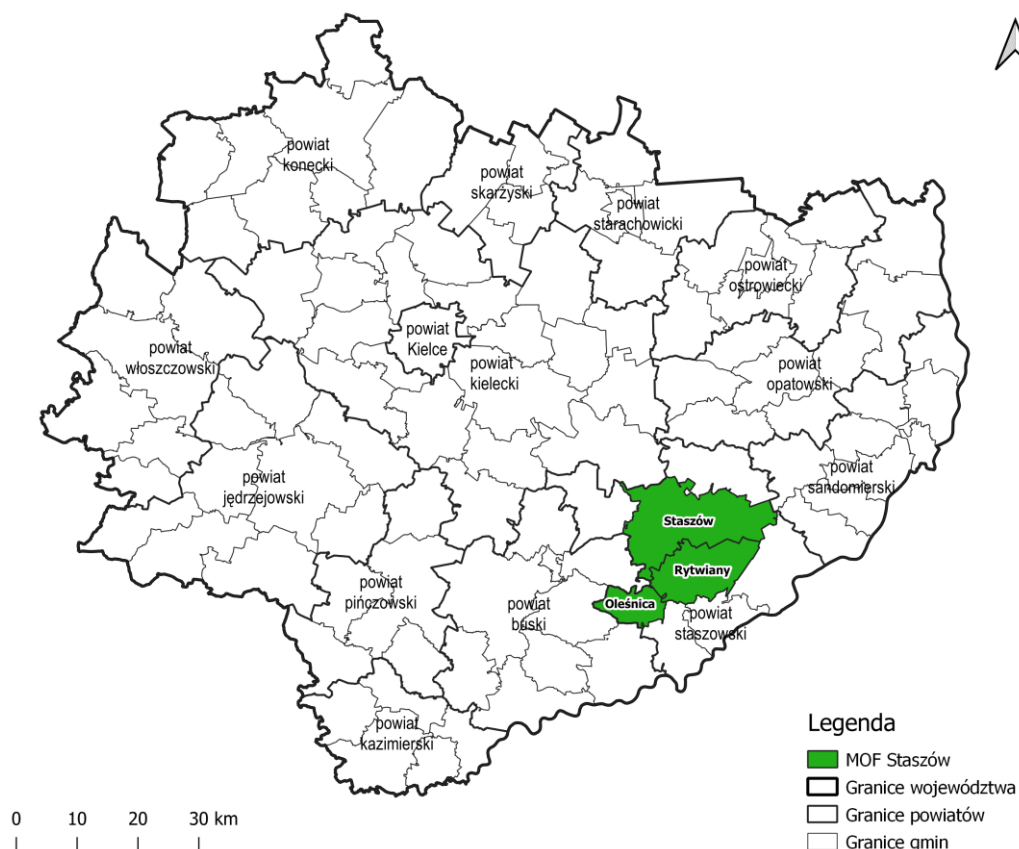 powiat
konecki
powiat
skarżyski
powiat
starachowicki
powiat
ostrowiecki
powiat
Kielce
powiat
włoszczowski
powiat
kielecki
powiat
opatowski
powiat
jędrzejowski
powiat
sandomierski
Staszów
Rytwiany
Oleśnica
powiat
pińczowski
powiat
buski
powiat
staszowski
powiat
kazimierski
Legenda
MOF Staszów
Granice województwa
Granice powiatów
Granice gmin
0 10 20 30 km